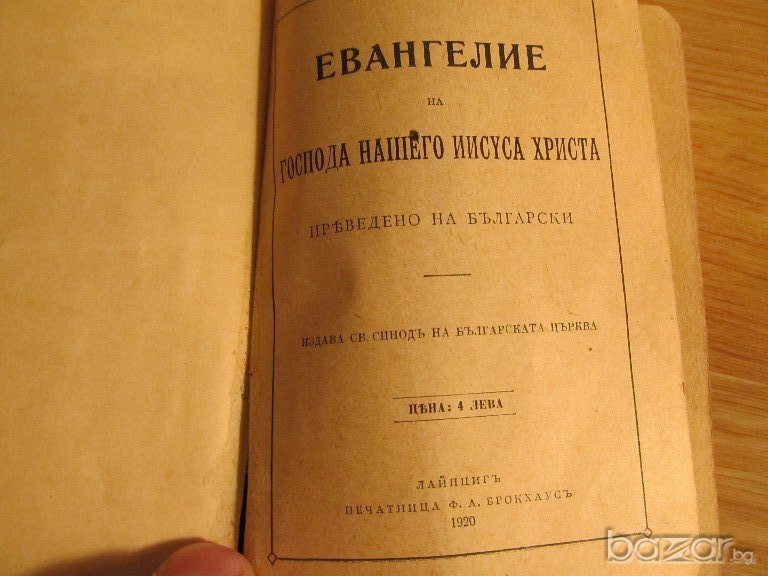 ЕВАНГЕЛИЕ
НА
ГОСПОДА НАШЕГО ИИСУСА ХРИСТА
ПРѢВЕДЕНО НА БЪЛГАРСКИ
ИЗДАВА СВ. СИНОДЪ НА БЪЛГАРСКАТА ЦЪРКВА
ЦѢНА: 4 ЛЕВА
ЛАЙПЦИГЪ
ПЕЧАТНИЦА Ф. А. БРОКХАУСЪ
1920
bazar.bg